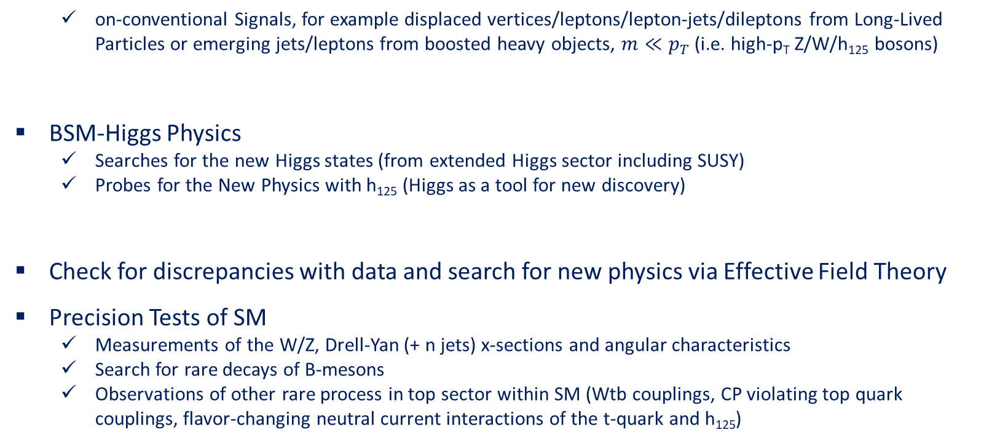 ✓ on-conventional Signals, for example displaced vertices/leptons/lepton-jets/dileptons from Long-Lived
Particles or emerging jets/leptons from boosted heavy objects, m ≪ p_T (i.e. high-p_T Z/W/h_125 bosons)
▪ BSM-Higgs Physics
✓ Searches for the new Higgs states (from extended Higgs sector including SUSY)
✓ Probes for the New Physics with h_125 (Higgs as a tool for new discovery)
▪ Check for discrepancies with data and search for new physics via Effective Field Theory
▪ Precision Tests of SM
✓ Measurements of the W/Z, Drell-Yan (+ n jets) x-sections and angular characteristics
✓ Search for rare decays of B-mesons
✓ Observations of other rare process in top sector within SM (Wtb couplings, CP violating top quark
couplings, flavor-changing neutral current interactions of the t-quark and h_125)